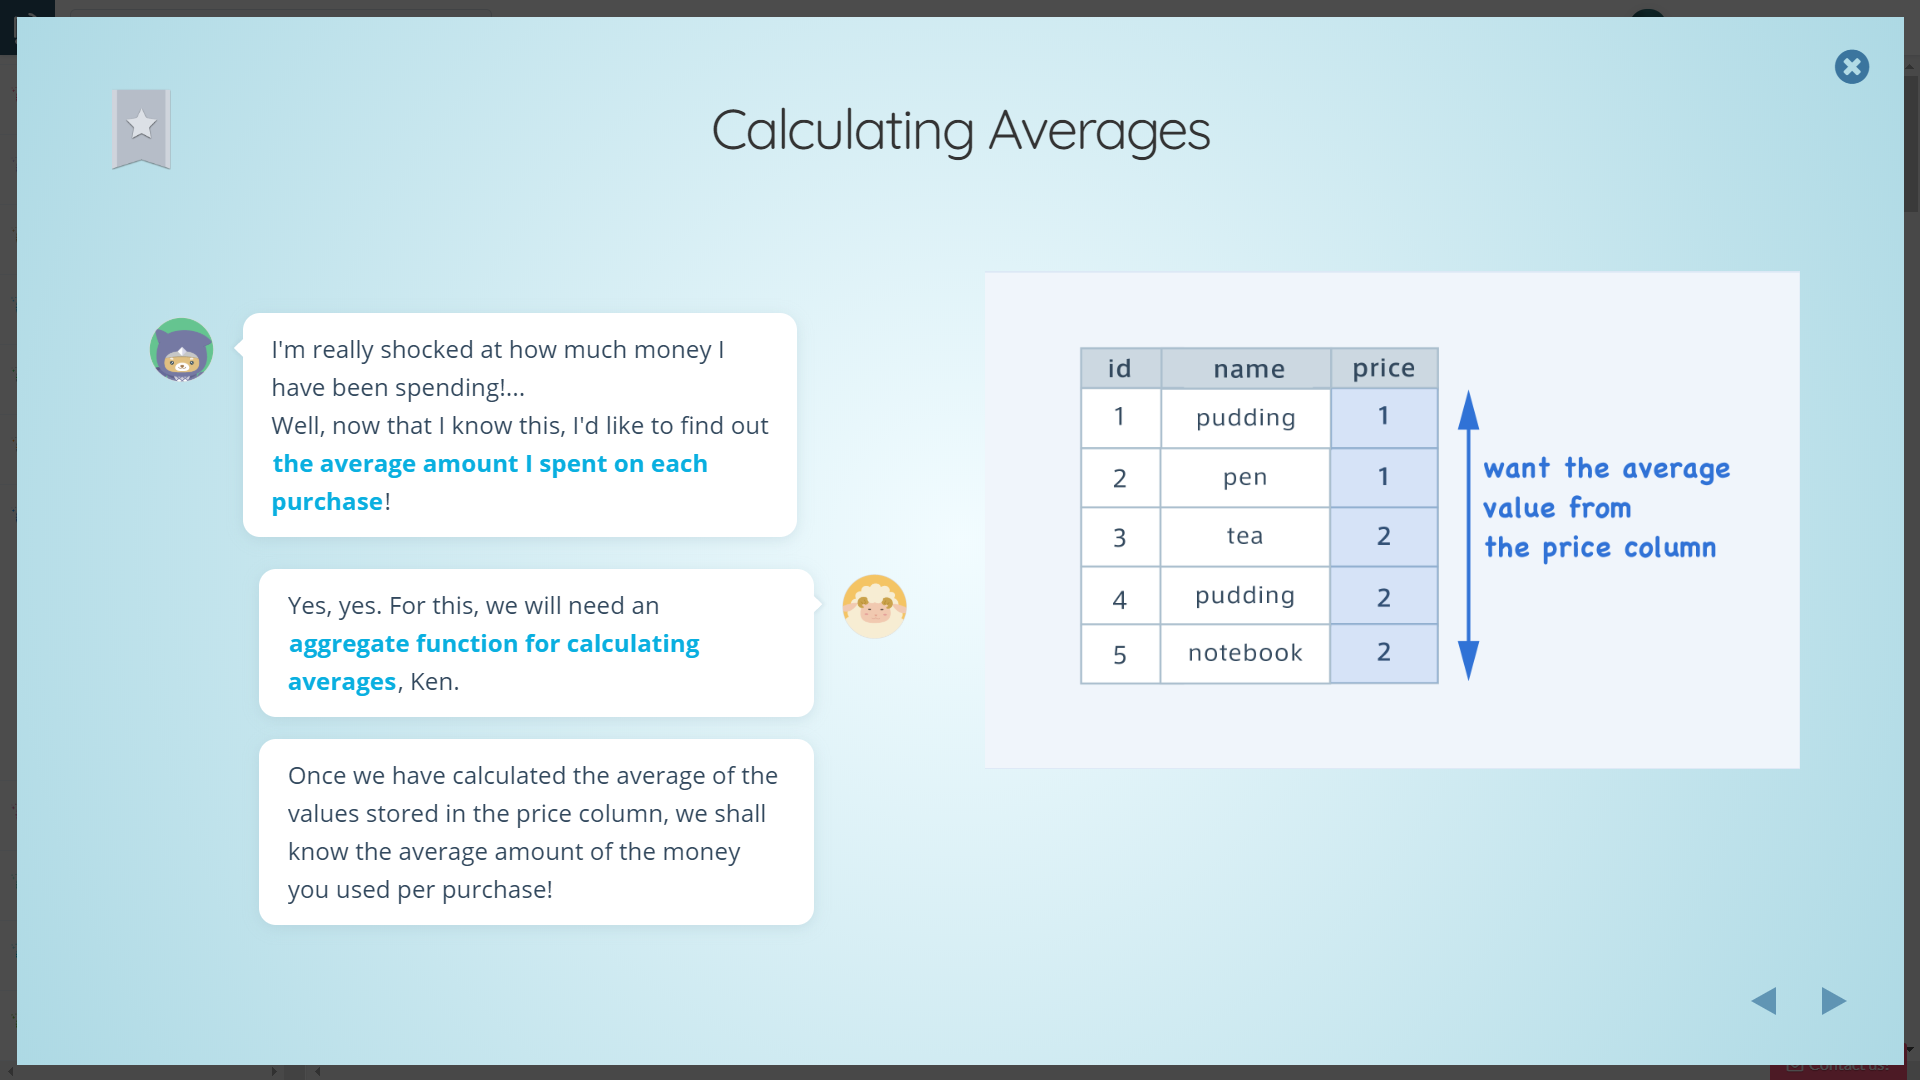 Calculating Averages
I'm really shocked at how much money I
have been spending!...
Well, now that I know this, I'd like to find out
the average amount I spent on each
purchase!
Yes, yes. For this, we will need an
aggregate function for calculating
averages, Ken.
Once we have calculated the average of the
values stored in the price column, we shall
know the average amount of the money
you used per purchase!
id name price
1 pudding 1
2 pen 1
3 tea 2
4 pudding 2
5 notebook 2
want the average
value from
the price column
Contact us!